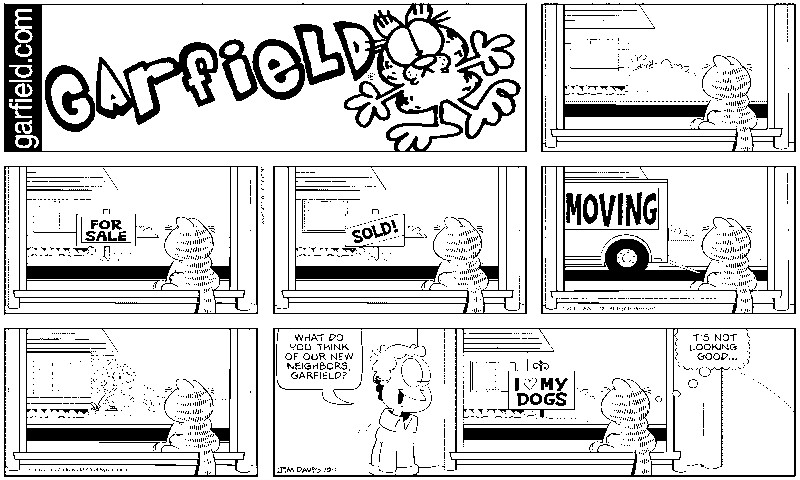 garfield.com
GARFIELD
FOR
SALE
SOLD!
MOVING
WHAT DO
YOU THINK
OF OUR NEW
NEIGHBORS,
GARFIELD?
JIM DAVIS
I ♡ MY
DOGS
IT'S NOT
LOOKING
GOOD...